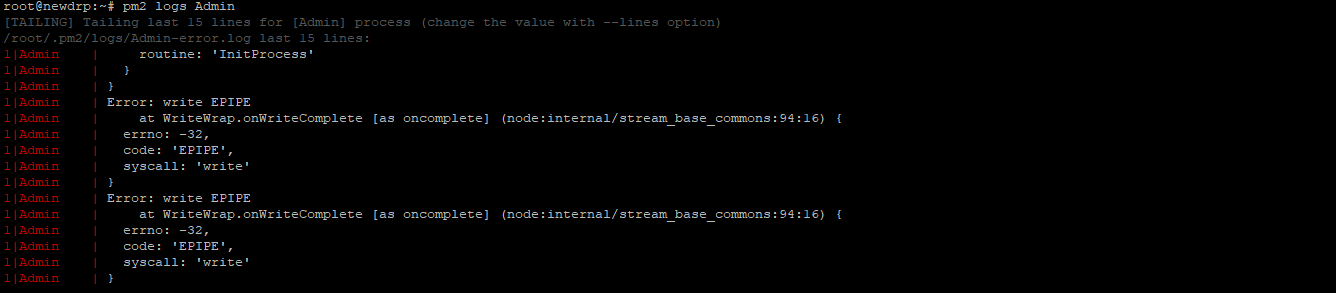 root@newdrp:~# pm2 logs Admin
[TAILING] Tailing last 15 lines for [Admin] process (change the value with --lines option)
/root/.pm2/logs/Admin-error.log last 15 lines:
1|Admin    |     routine: 'InitProcess'
1|Admin    |   }
1|Admin    | }
1|Admin    | Error: write EPIPE
1|Admin    |     at WriteWrap.onWriteComplete [as oncomplete] (node:internal/stream_base_commons:94:16) {
1|Admin    |   errno: -32,
1|Admin    |   code: 'EPIPE',
1|Admin    |   syscall: 'write'
1|Admin    | }
1|Admin    | Error: write EPIPE
1|Admin    |     at WriteWrap.onWriteComplete [as oncomplete] (node:internal/stream_base_commons:94:16) {
1|Admin    |   errno: -32,
1|Admin    |   code: 'EPIPE',
1|Admin    |   syscall: 'write'
1|Admin    | }